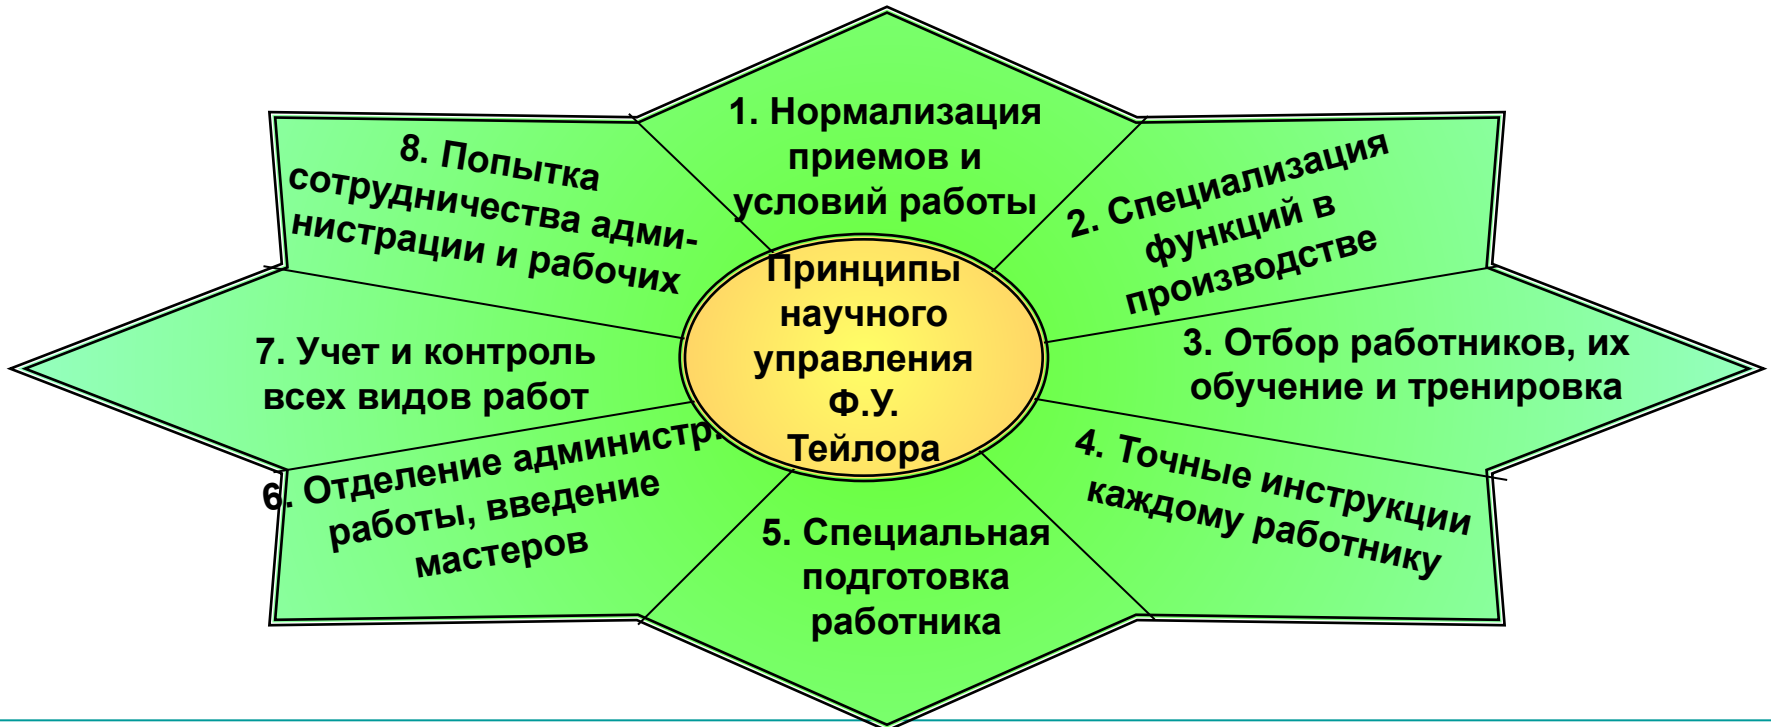 Принципы
научного
управления
Ф.У.
Тейлора
1. Нормализация
приемов и
условий работы
2. Специализация
функций в
производстве
3. Отбор работников, их
обучение и тренировка
4. Точные инструкции
каждому работнику
5. Специальная
подготовка
работника
6. Отделение администр.
работы, введение
мастеров
7. Учет и контроль
всех видов работ
8. Попытка
сотрудничества адми-
нистрации и рабочих